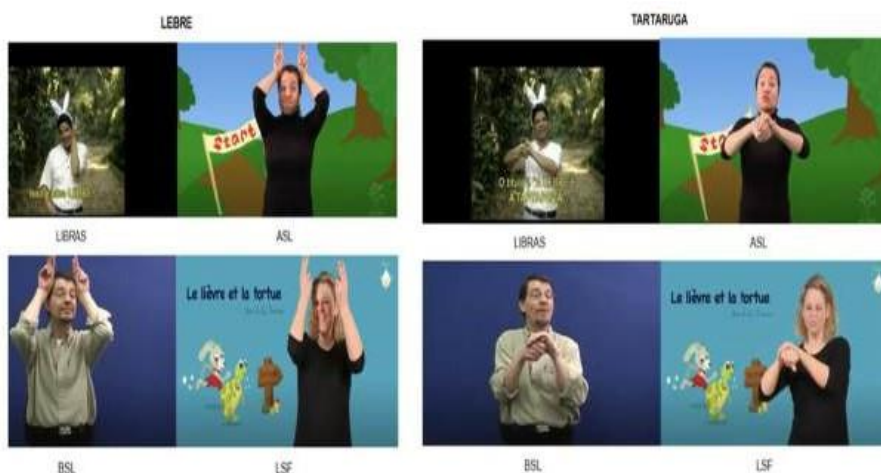 LEBRE
TARTARUGA
Start
LIBRAS
ASL
LIBRAS
ASL
Le lièvre et la tortue
Le lièvre et la tortue
BSL
LSF
BSL
LSF